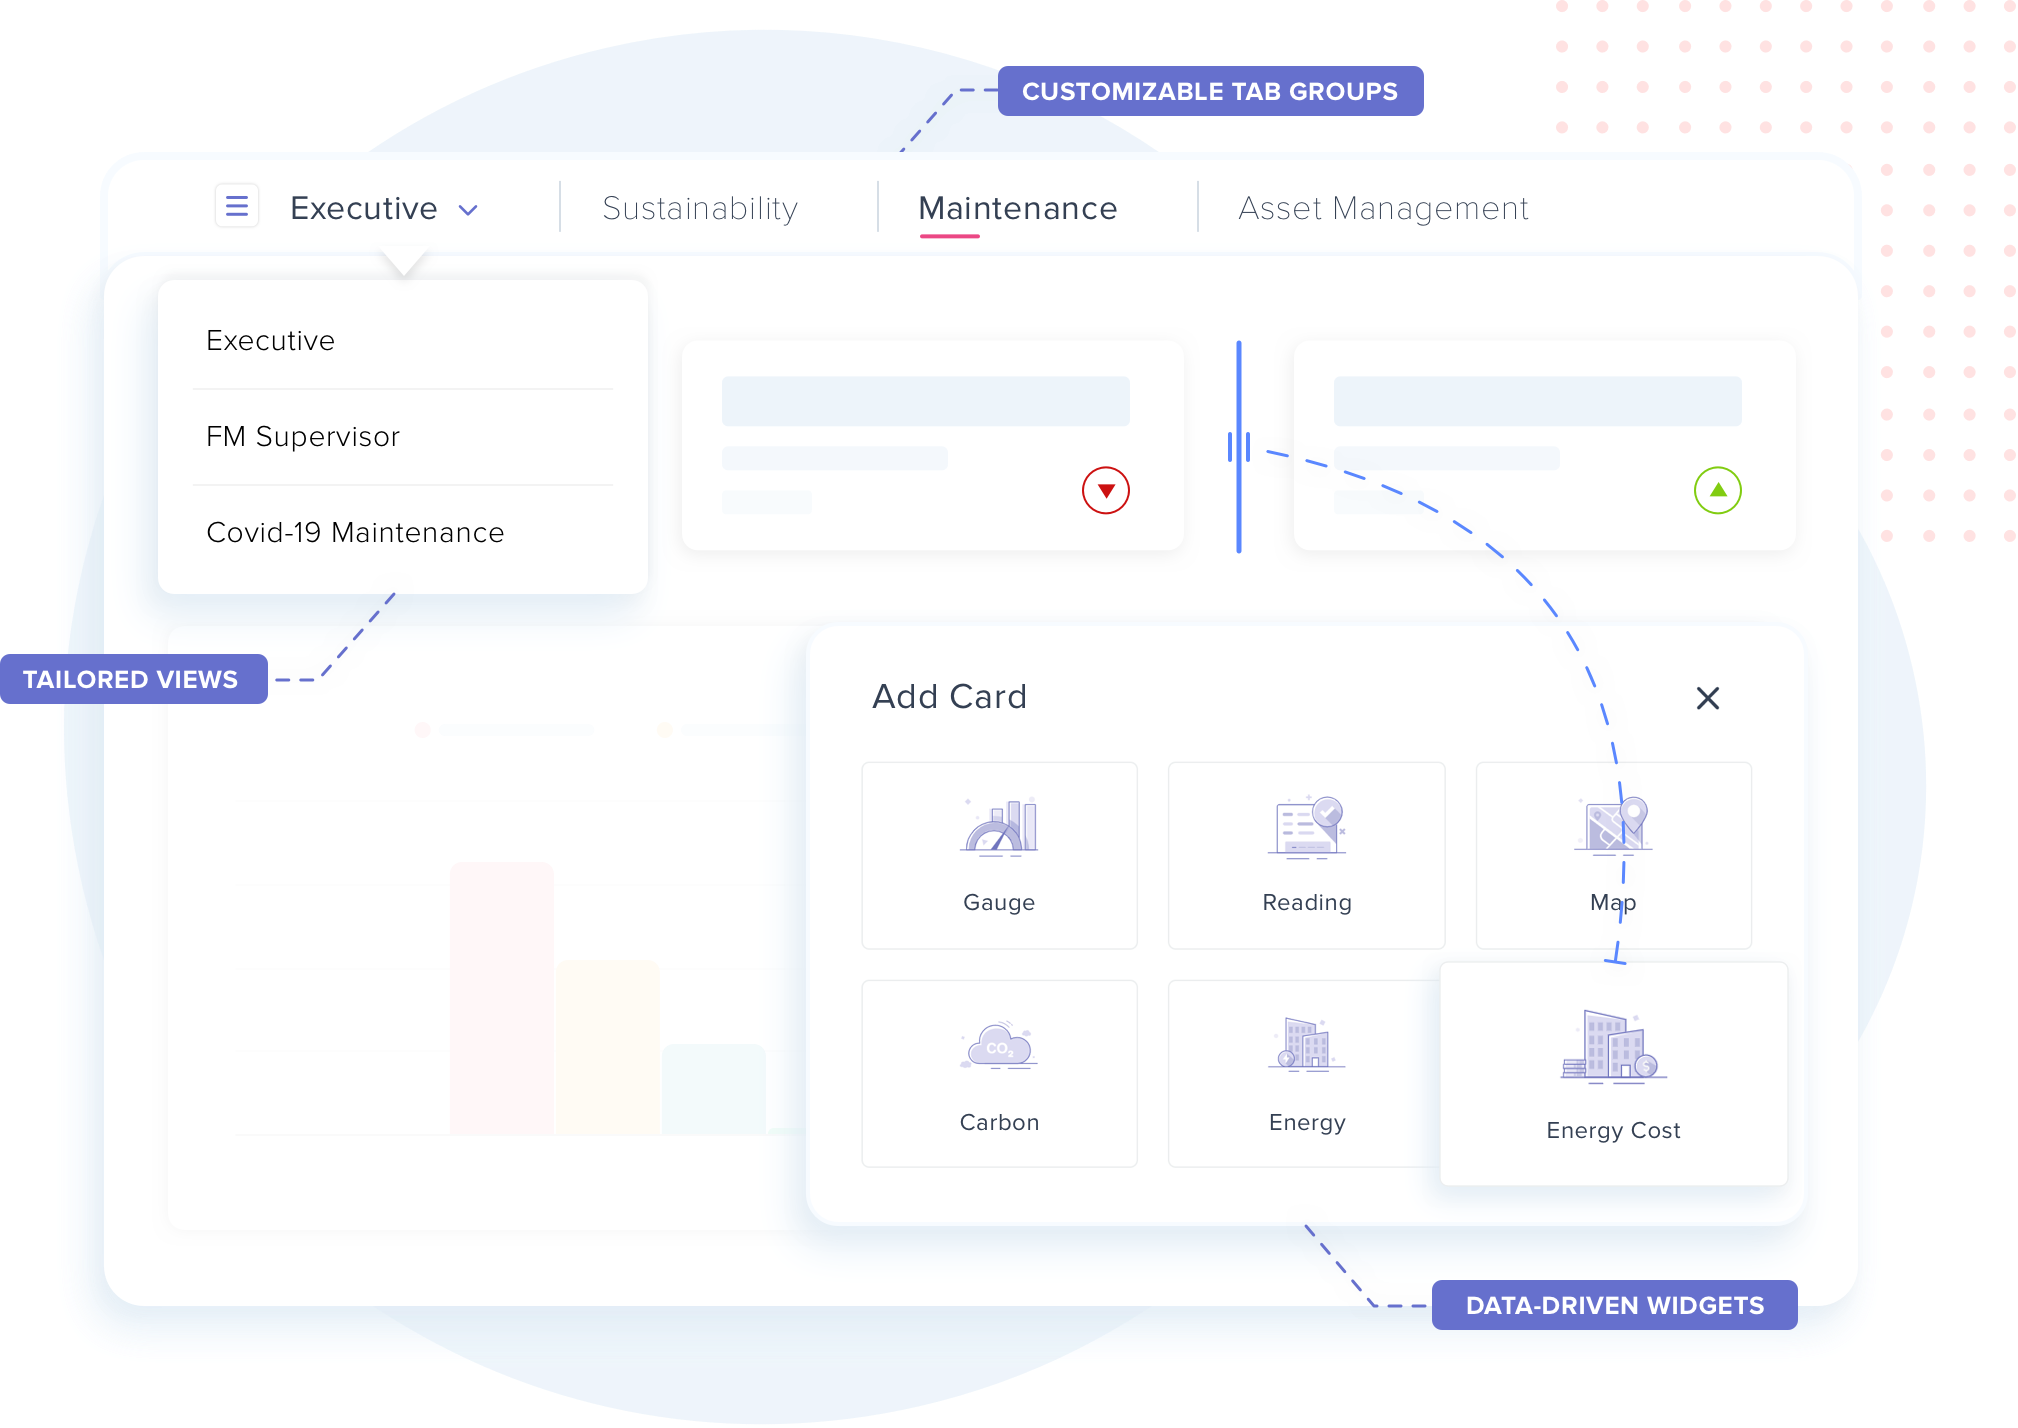 CUSTOMIZABLE TAB GROUPS
Executive
Sustainability
Maintenance
Asset Management
Executive
FM Supervisor
Covid-19 Maintenance
TAILORED VIEWS
Add Card
Gauge
Reading
Map
CO2
$
Carbon
Energy
Energy Cost
DATA-DRIVEN WIDGETS